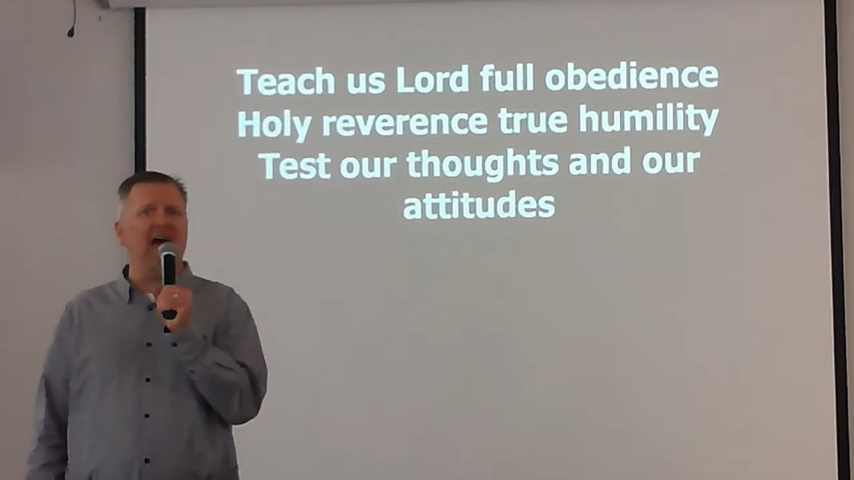 Teach us Lord full obedience
Holy reverence true humility
Test our thoughts and our
attitudes